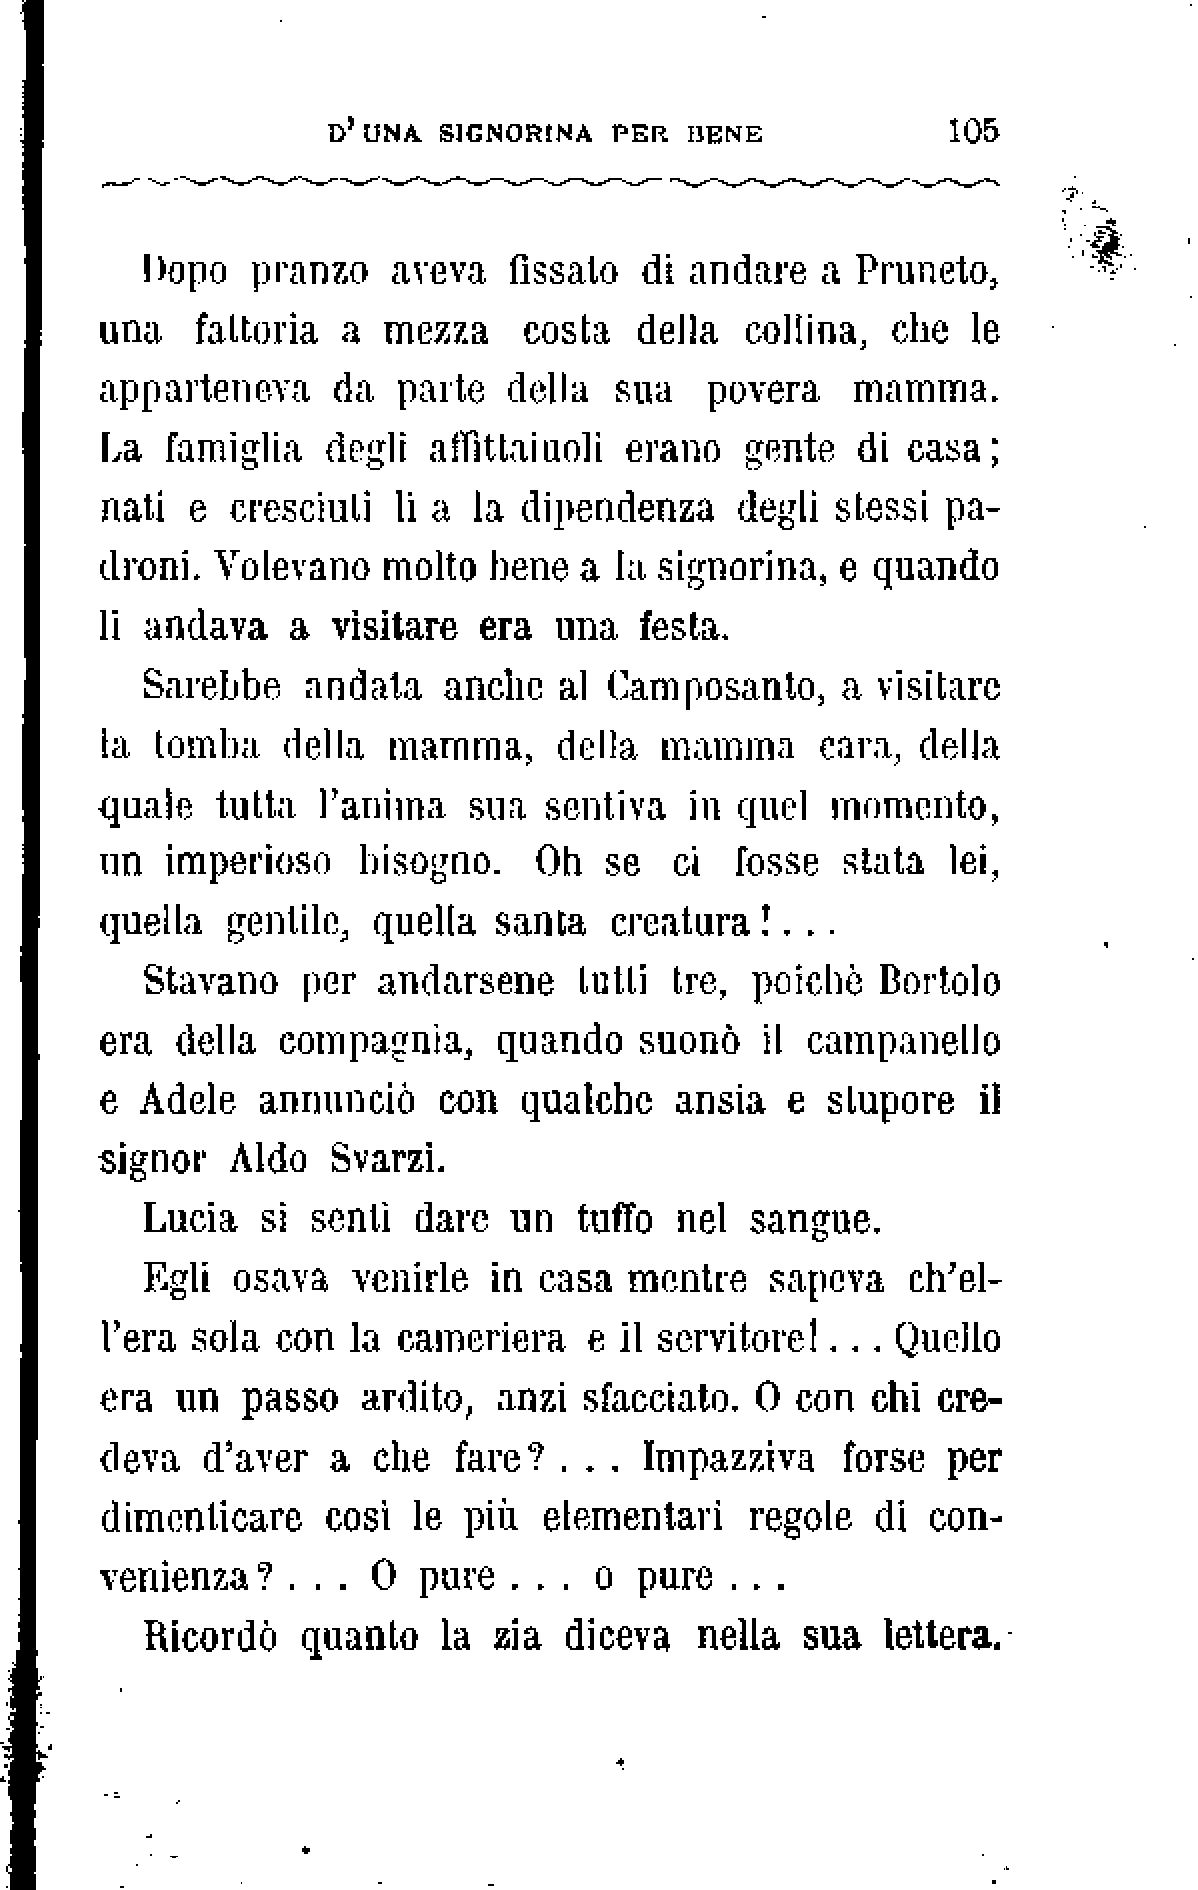 D'UNA SIGNORINA PER BENE 105
Dopo pranzo aveva fissato di andare a Pruneto,
una fattoria a mezza costa della collina, che le
apparteneva da parte della sua povera mamma.
La famiglia degli affittaiuoli erano gente di casa;
nati e cresciuti lì a la dipendenza degli stessi pa-
droni. Volevano molto bene a la signorina, e quando
li andava a visitare era una festa.
Sarebbe andata anche al Camposanto, a visitare
la tomba della mamma, della mamma cara, della
quale tutta l'anima sua sentiva in quel momento,
un imperioso bisogno. Oh se ci fosse stata lei,
quella gentile, quella santa creatura!...
Stavano per andarsene tutti tre, poichè Bortolo
era della compagnia, quando suonò il campanello
e Adele annunciò con qualche ansia e stupore il
signor Aldo Svarzi.
Lucia si sentì dare un tuffo nel sangue.
Egli osava venirle in casa mentre sapeva ch'el-
l'era sola con la cameriera e il servitore!... Quello
era un passo ardito, anzi sfacciato. O con chi cre-
deva d'aver a che fare?... Impazziva forse per
dimenticare così le più elementari regole di con-
venienza?... O pure... o pure...
Ricordò quanto la zia diceva nella sua lettera.